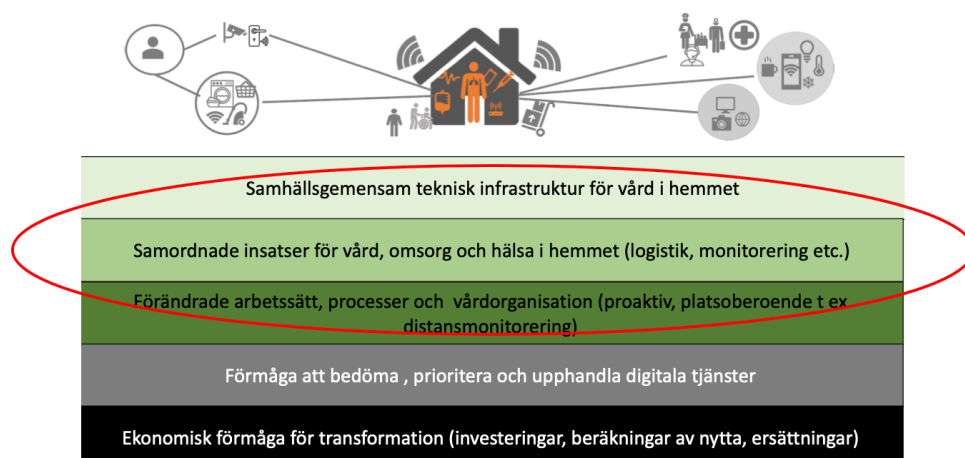 Samhällsgemensam teknisk infrastruktur för vård i hemmet
Samordnade insatser för vård, omsorg och hälsa i hemmet (logistik, monitorering etc.)
Förändrade arbetssätt, processer och  vårdorganisation (proaktiv, platsoberoende t ex
distansmonitorering)
Förmåga att bedöma , prioritera och upphandla digitala tjänster
Ekonomisk förmåga för transformation (investeringar, beräkningar av nytta, ersättningar)